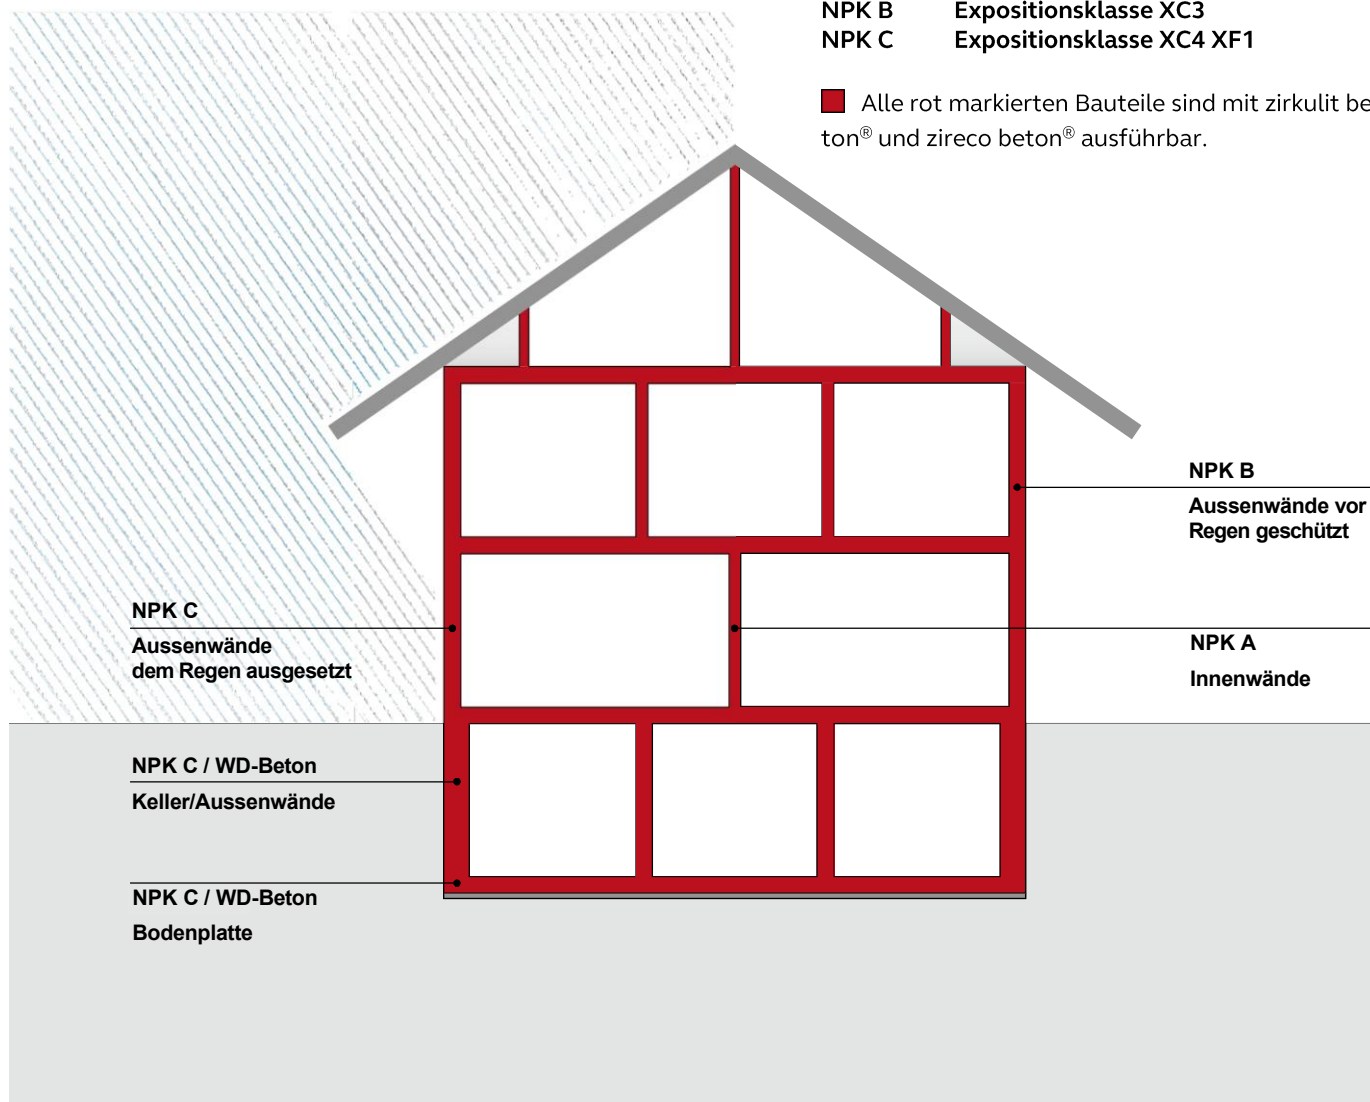 NPK B Expositionsklasse XC3
NPK C Expositionsklasse XC4 XF1
Alle rot markierten Bauteile sind mit zirkulit be
ton® und zireco beton® ausführbar.
NPK B
Aussenwände vor
Regen geschützt
NPK C
Aussenwände
dem Regen ausgesetzt
NPK A
Innenwände
NPK C / WD-Beton
Keller/Aussenwände
NPK C / WD-Beton
Bodenplatte